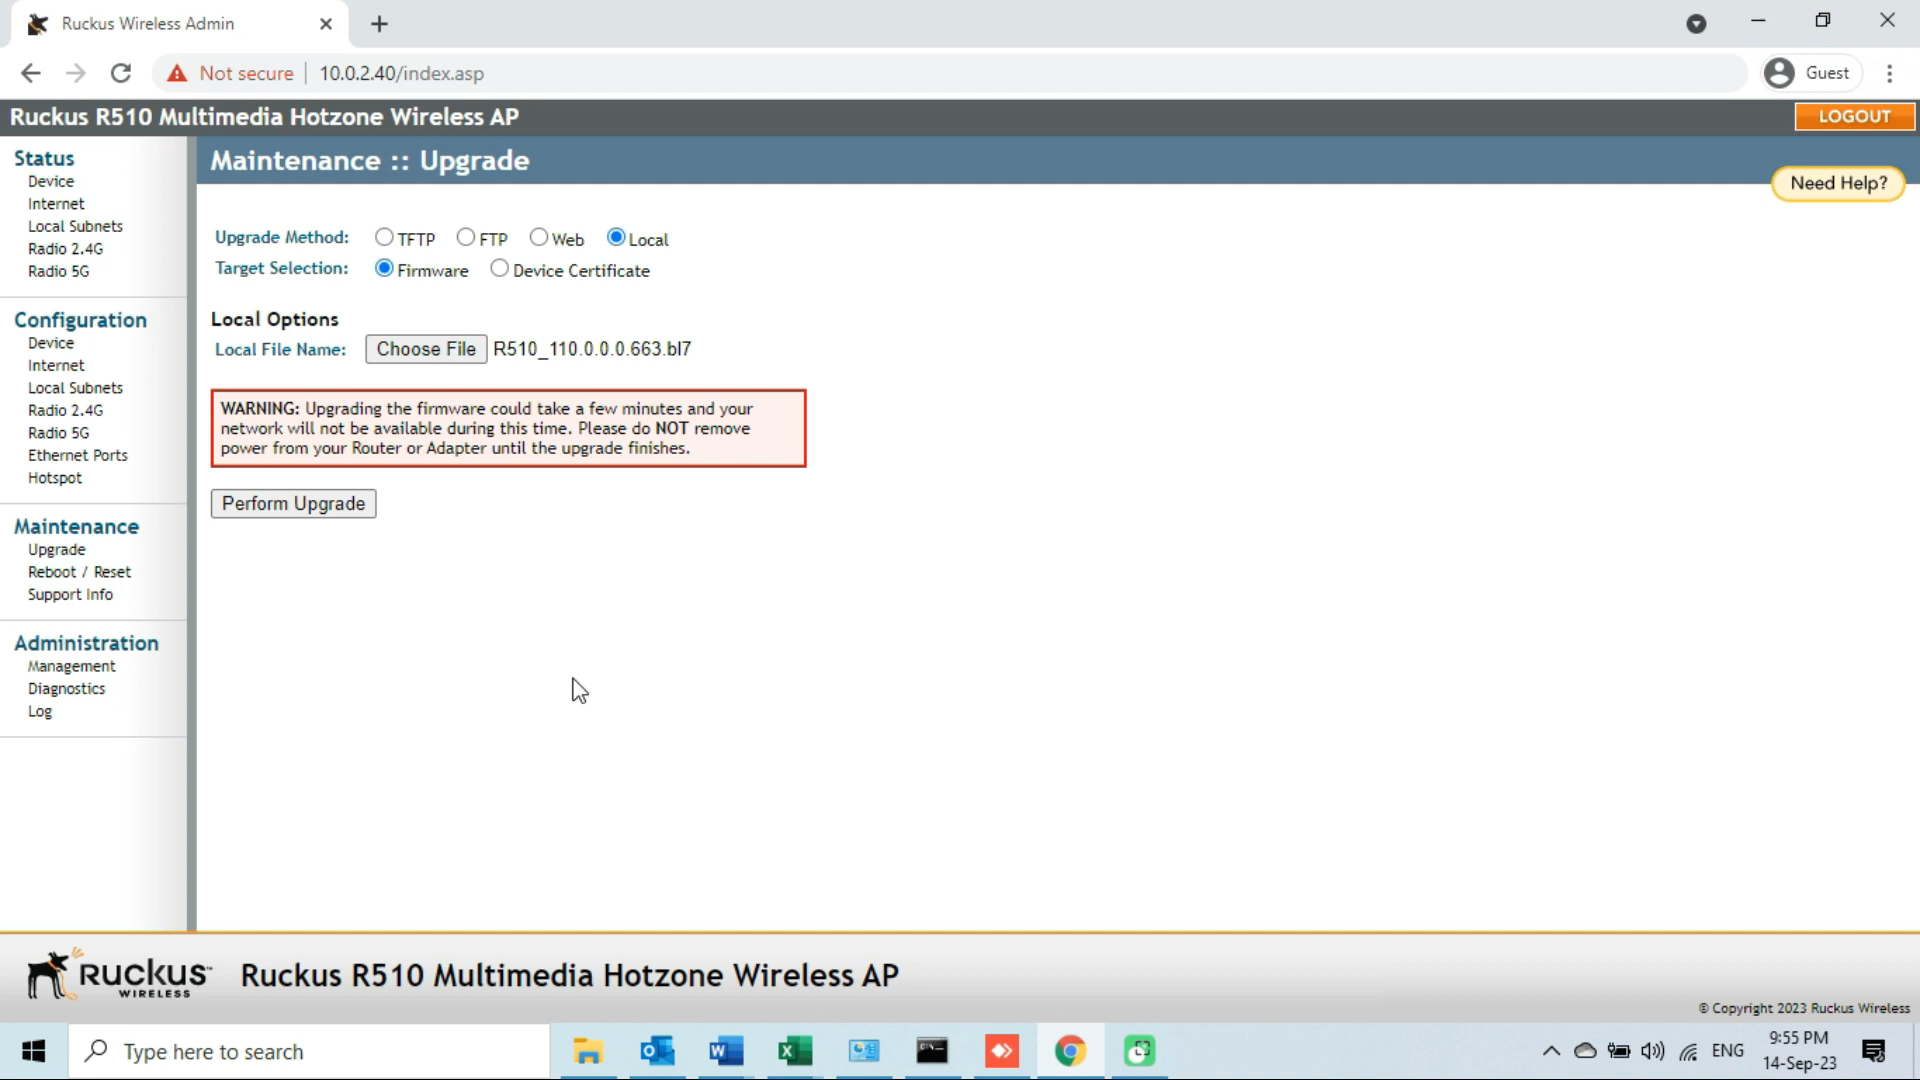 Ruckus Wireless Admin
Not secure
10.0.2.40/index.asp
Guest
Ruckus R510 Multimedia Hotzone Wireless AP
LOGOUT
Status
Device
Internet
Local Subnets
Radio 2.4G
Radio 5G
Configuration
Device
Internet
Local Subnets
Radio 2.4G
Radio 5G
Ethernet Ports
Hotspot
Maintenance
Upgrade
Reboot / Reset
Support Info
Administration
Management
Diagnostics
Log
Maintenance :: Upgrade
Need Help?
Upgrade Method: TFTP FTP Web Local
Target Selection: Firmware Device Certificate
Local Options
Local File Name: Choose File R510_110.0.0.0.663.bl7
WARNING: Upgrading the firmware could take a few minutes and your
network will not be available during this time. Please do NOT remove
power from your Router or Adapter until the upgrade finishes.
Perform Upgrade
RUCKUS™
WIRELESS
Ruckus R510 Multimedia Hotzone Wireless AP
© Copyright 2023 Ruckus Wireless
Type here to search
ENG
9:55 PM
14-Sep-23